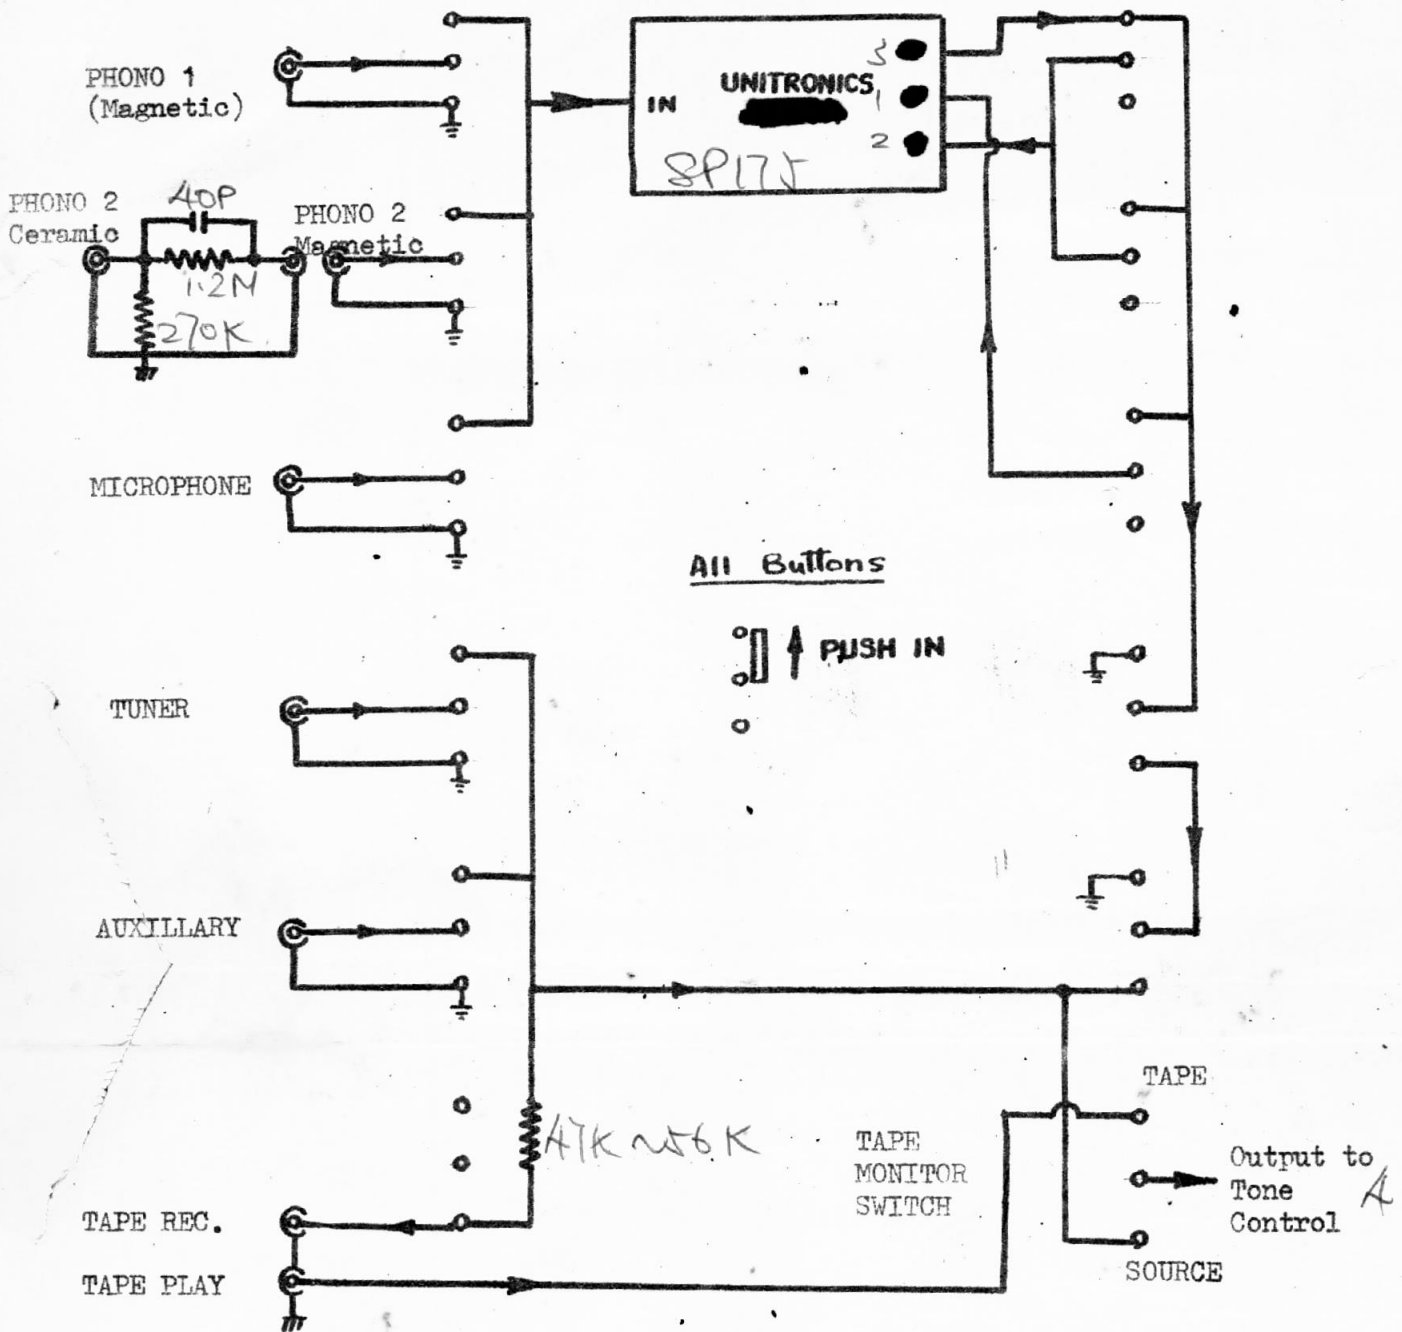 PHONO 1
(Magnetic)
IN
UNITRONICS
3
1
2
SP175
PHONO 2
Ceramic
40P
1.2M
270K
PHONO 2
Magnetic
MICROPHONE
All Buttons
PUSH IN
TUNER
AUXILLARY
47K ~56K
TAPE
MONITOR
SWITCH
TAPE
Output to
Tone
Control
SOURCE
TAPE REC.
TAPE PLAY